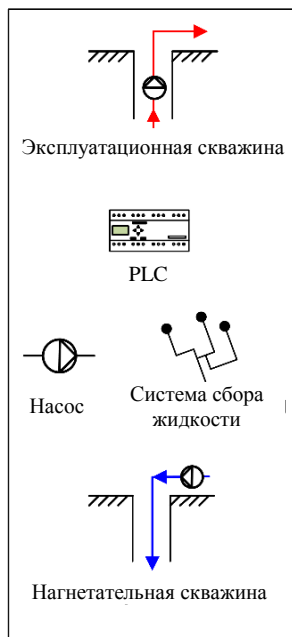 Эксплуатационная скважина
PLC
Насос
Система сбора
жидкости
Нагнетательная скважина